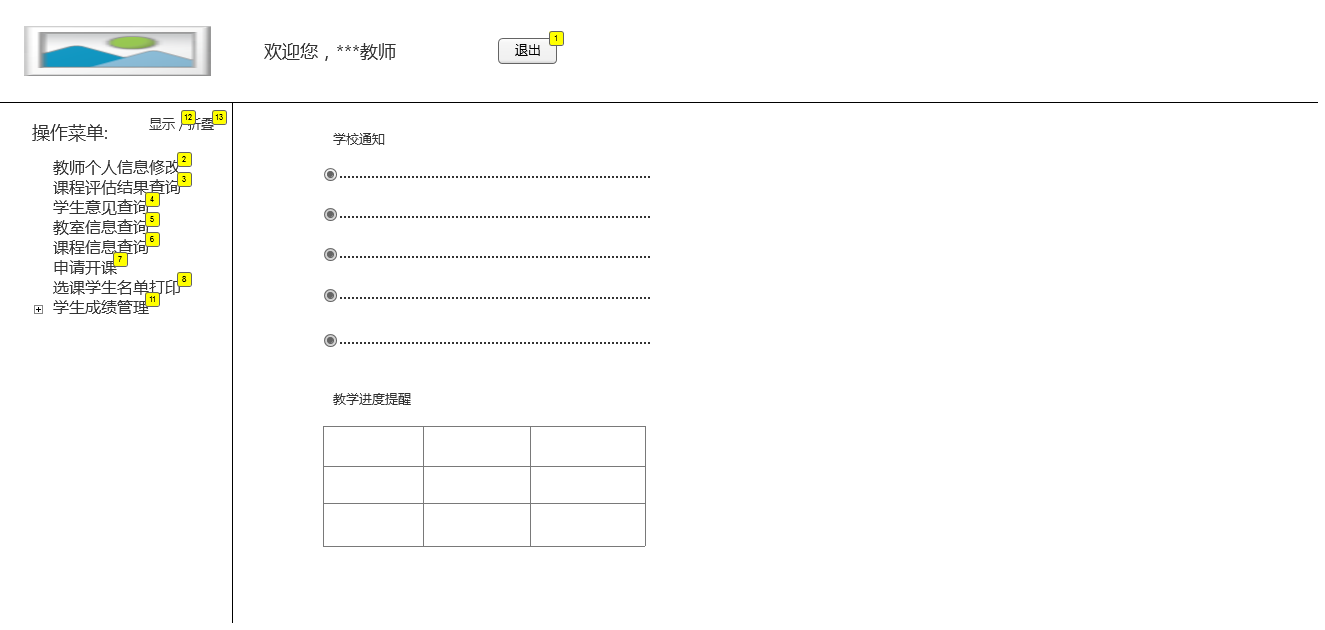 欢迎您，***教师
退出 1
操作菜单:
显示 / 折叠 12 13
教师个人信息修改 2
课程评估结果查询 3
学生意见查询 4
教室信息查询 5
课程信息查询 6
申请开课 7
选课学生名单打印 8
学生成绩管理 11
学校通知
教学进度提醒